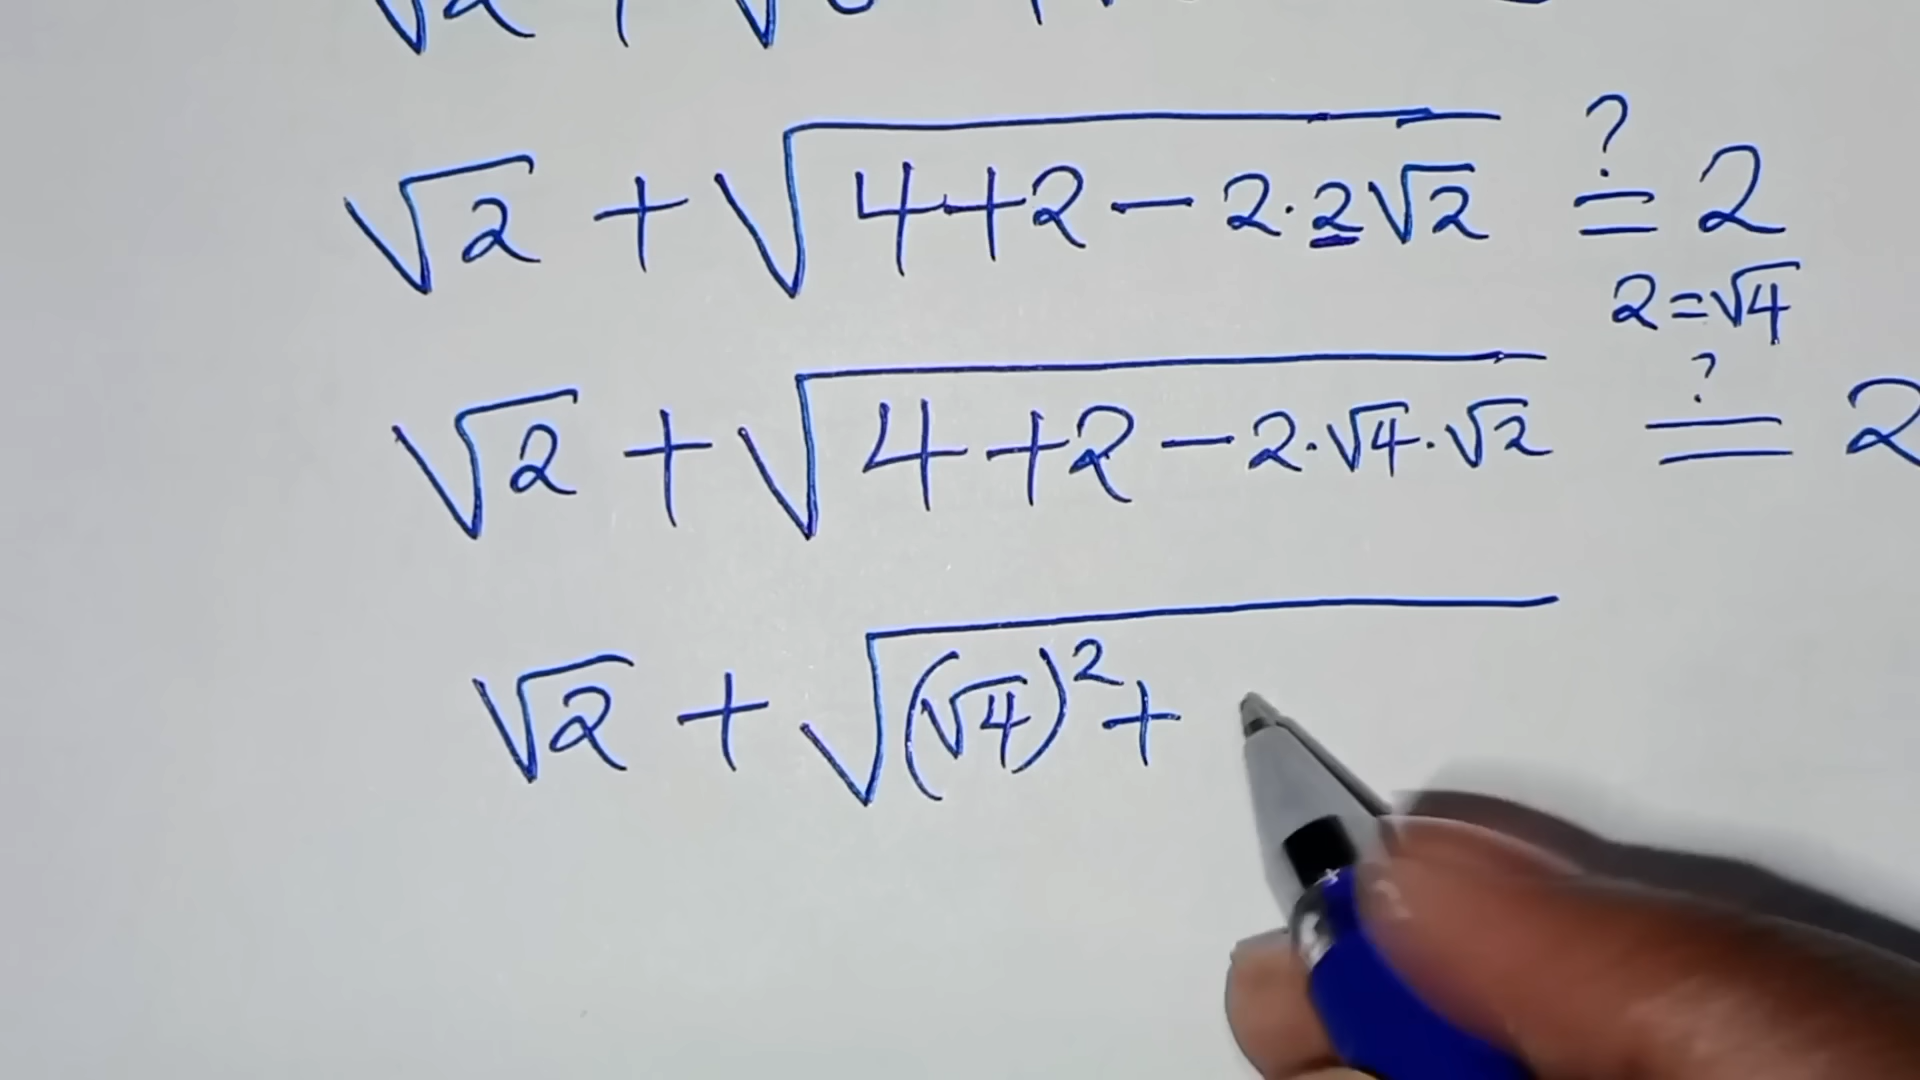 √2 + √(4+2−2·2√2) ≟ 2
2=√4
√2 + √(4+2−2·√4·√2) ≟ 2
√2 + √((√4)²+